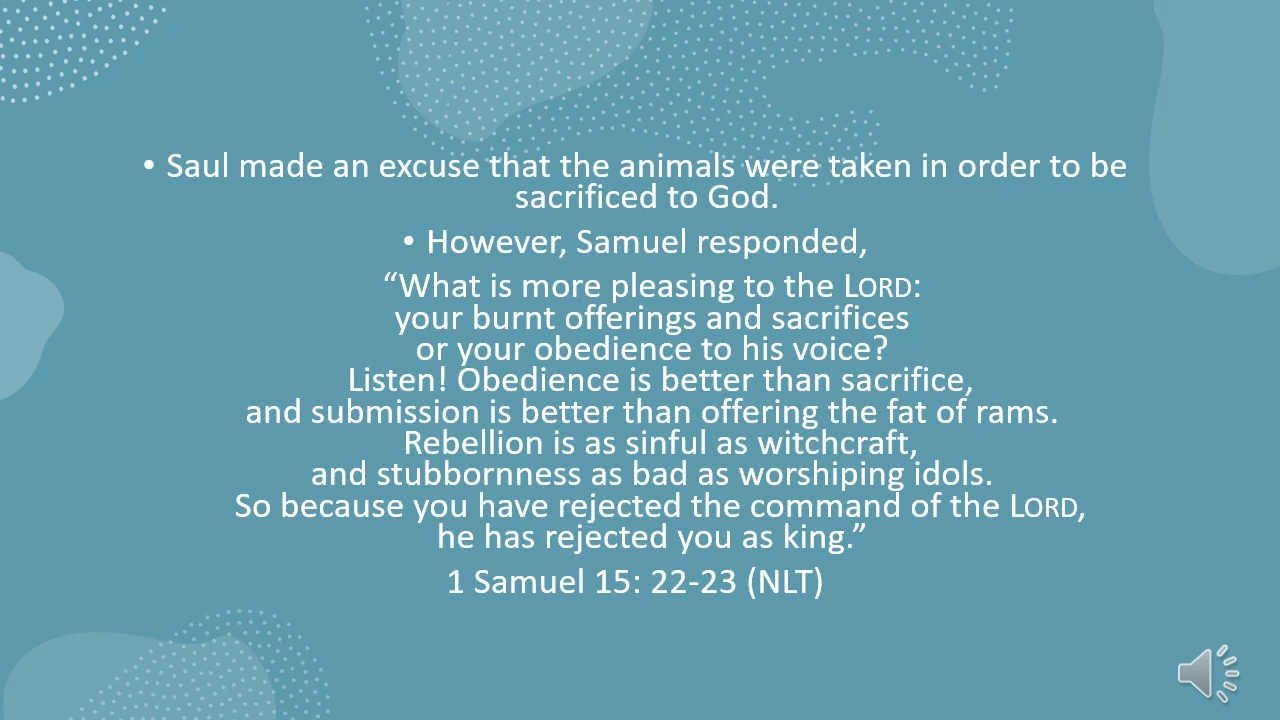 • Saul made an excuse that the animals were taken in order to be
sacrificed to God.
• However, Samuel responded,
“What is more pleasing to the LORD:
your burnt offerings and sacrifices
or your obedience to his voice?
Listen! Obedience is better than sacrifice,
and submission is better than offering the fat of rams.
Rebellion is as sinful as witchcraft,
and stubbornness as bad as worshiping idols.
So because you have rejected the command of the LORD,
he has rejected you as king.”
1 Samuel 15: 22-23 (NLT)